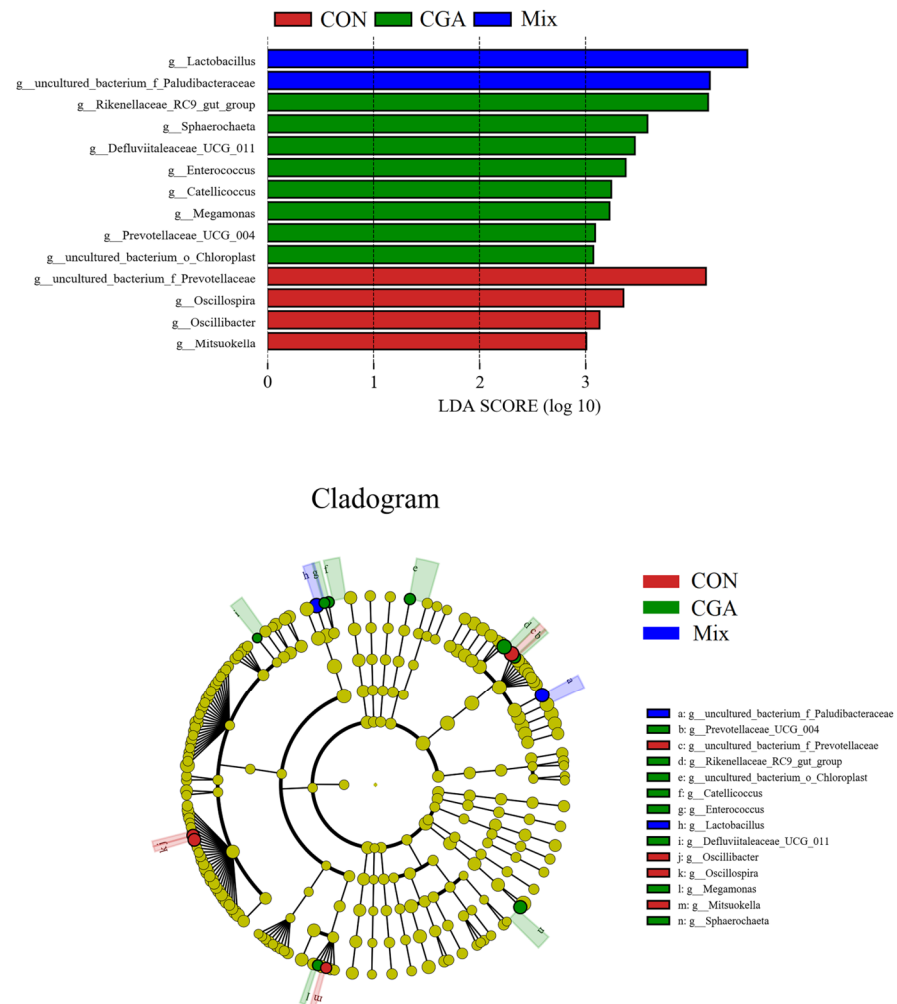 CON CGA Mix
g__Lactobacillus
g__uncultured_bacterium_f_Paludibacteraceae
g__Rikenellaceae_RC9_gut_group
g__Sphaerochaeta
g__Defluviitaleaceae_UCG_011
g__Enterococcus
g__Catellicoccus
g__Megamonas
g__Prevotellaceae_UCG_004
g__uncultured_bacterium_o_Chloroplast
g__uncultured_bacterium_f_Prevotellaceae
g__Oscillospira
g__Oscillibacter
g__Mitsuokella
0 1 2 3
LDA SCORE (log 10)
Cladogram
h g f e
i
d c b
a
n
l m
CON
CGA
Mix
a: g__uncultured_bacterium_f_Paludibacteraceae
b: g__Prevotellaceae_UCG_004
c: g__uncultured_bacterium_f_Prevotellaceae
d: g__Rikenellaceae_RC9_gut_group
e: g__uncultured_bacterium_o_Chloroplast
f: g__Catellicoccus
g: g__Enterococcus
h: g__Lactobacillus
i: g__Defluviitaleaceae_UCG_011
j: g__Oscillibacter
k: g__Oscillospira
l: g__Megamonas
m: g__Mitsuokella
n: g__Sphaerochaeta